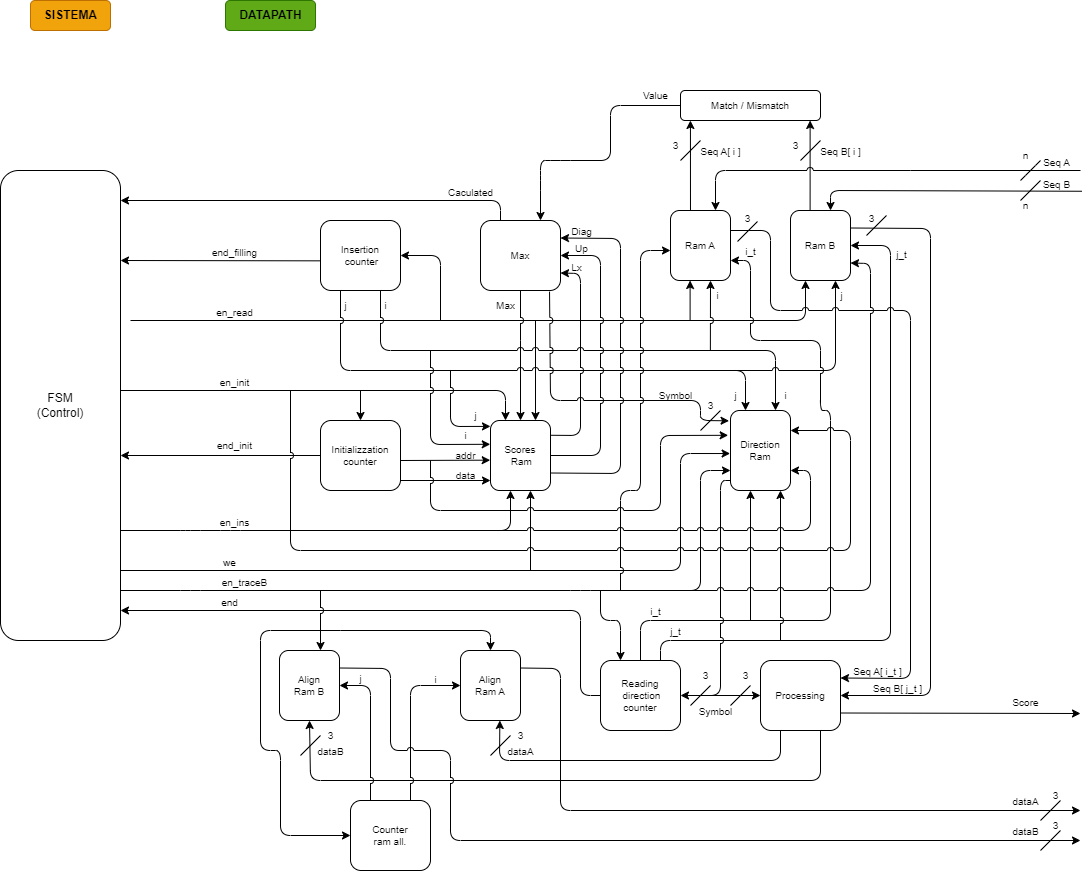 SISTEMA
DATAPATH
Value
Match / Mismatch
3
Seq A[ i ]
3
Seq B[ i ]
n
Seq A
Seq B
n
Caculated
3
3
Insertion
counter
Max
Diag
Up
Lx
Ram A
i_t
Ram B
j_t
end_filling
j
i
Max
i
j
en_read
FSM
(Control)
en_init
Symbol
3
j
i
j
i
end_init
Initializzation
counter
addr
data
Scores
Ram
Direction
Ram
en_ins
we
en_traceB
end
i_t
j_t
Align
Ram B
j
i
Align
Ram A
Reading
direction
counter
3
3
Symbol
Processing
Seq A[ i_t ]
Seq B[ j_t ]
Score
3
dataB
3
dataA
Counter
ram all.
dataA
3
dataB
3